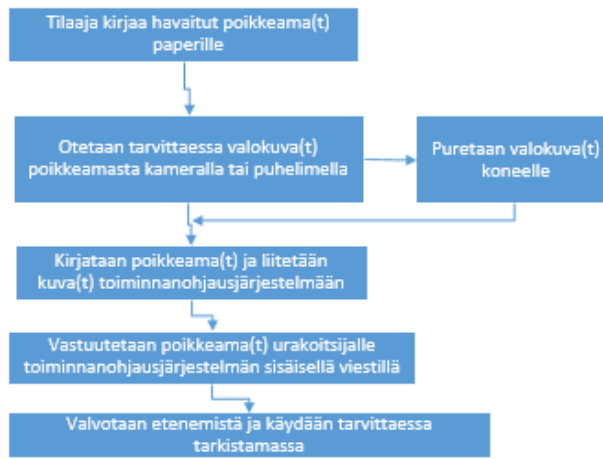 Tilaaja kirjaa havaitut poikkeama(t)
paperille
Otetaan tarvittaessa valokuva(t)
poikkeamasta kameralla tai puhelimella
Puretaan valokuva(t)
koneelle
Kirjataan poikkeama(t) ja liitetään
kuva(t) toiminnanohjausjärjestelmään
Vastuutetaan poikkeama(t) urakoitsijalle
toiminnanohjausjärjestelmän sisäisellä viestillä
Valvotaan etenemistä ja käydään tarvittaessa
tarkistamassa